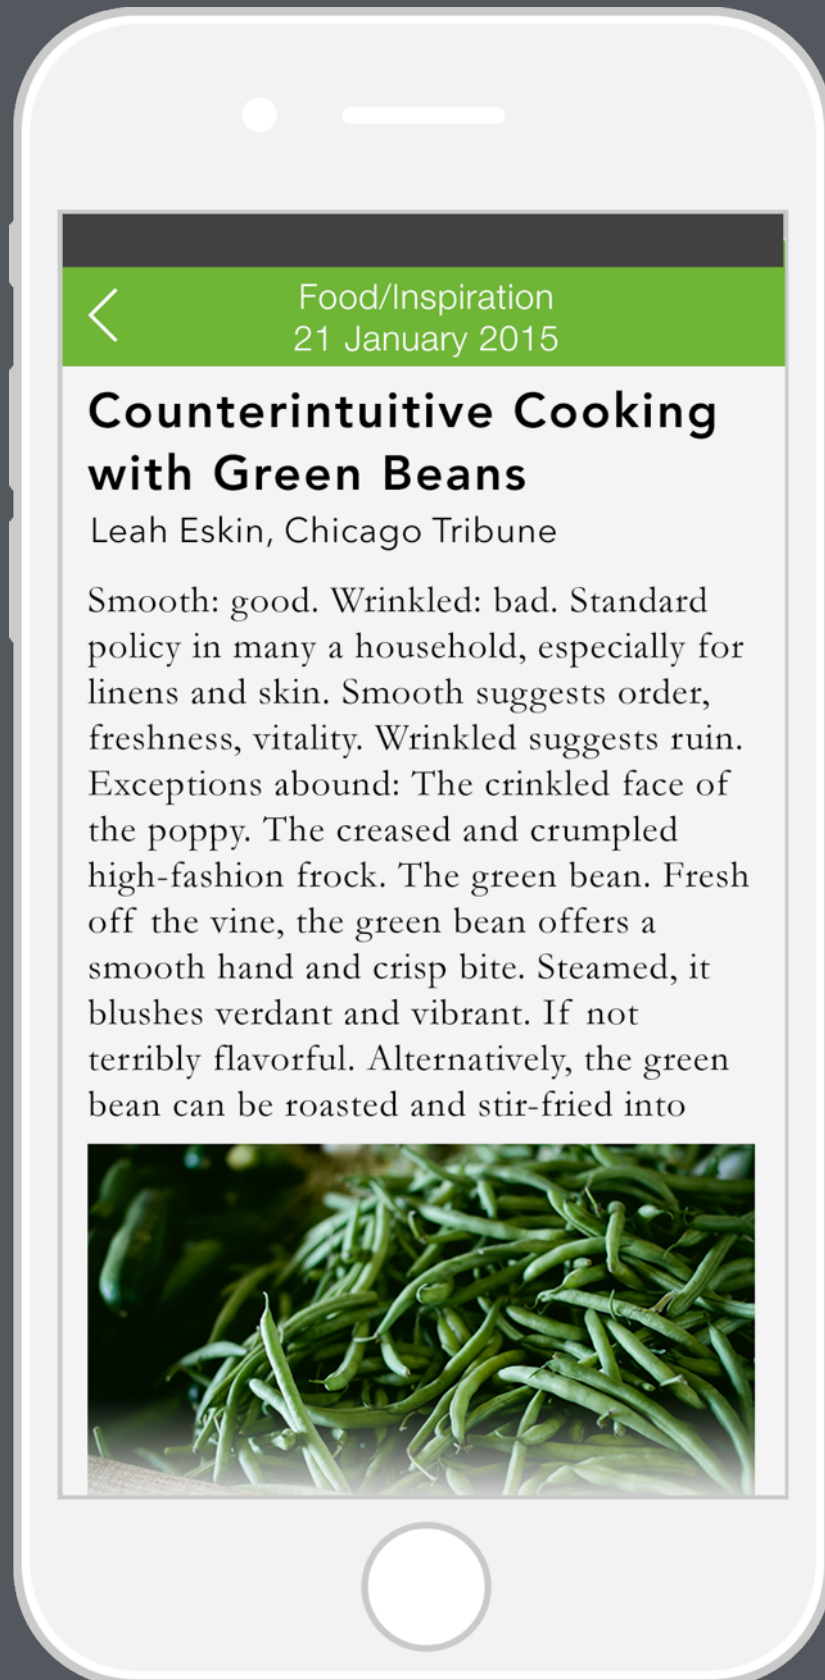 Food/Inspiration
21 January 2015
Counterintuitive Cooking
with Green Beans
Leah Eskin, Chicago Tribune
Smooth: good. Wrinkled: bad. Standard
policy in many a household, especially for
linens and skin. Smooth suggests order,
freshness, vitality. Wrinkled suggests ruin.
Exceptions abound: The crinkled face of
the poppy. The creased and crumpled
high-fashion frock. The green bean. Fresh
off the vine, the green bean offers a
smooth hand and crisp bite. Steamed, it
blushes verdant and vibrant. If not
terribly flavorful. Alternatively, the green
bean can be roasted and stir-fried into